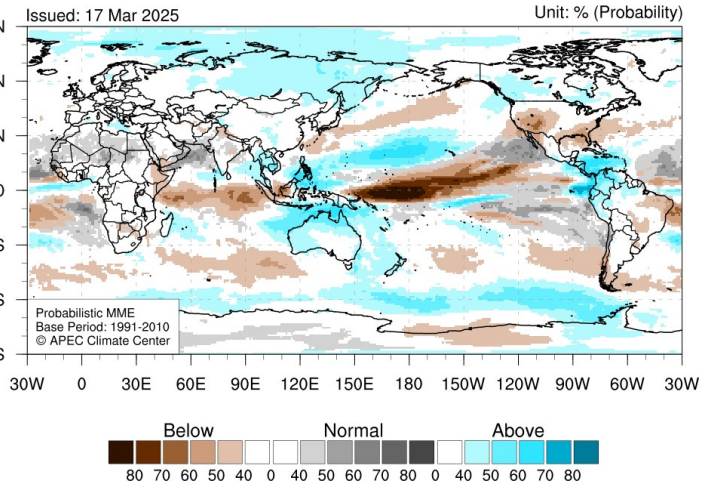 Issued: 17 Mar 2025 Unit: % (Probability)
N
N
N
0
S
S
S
Probabilistic MME
Base Period: 1991-2010
© APEC Climate Center
30W 0 30E 60E 90E 120E 150E 180 150W 120W 90W 60W 30W
Below Normal Above
80 70 60 50 40 0 40 50 60 70 80 0 40 50 60 70 80